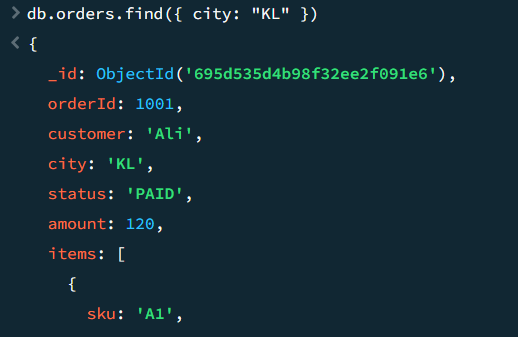 > db.orders.find({ city: "KL" })
< {
_id: ObjectId('695d535d4b98f32ee2f091e6'),
orderId: 1001,
customer: 'Ali',
city: 'KL',
status: 'PAID',
amount: 120,
items: [
{
sku: 'A1',